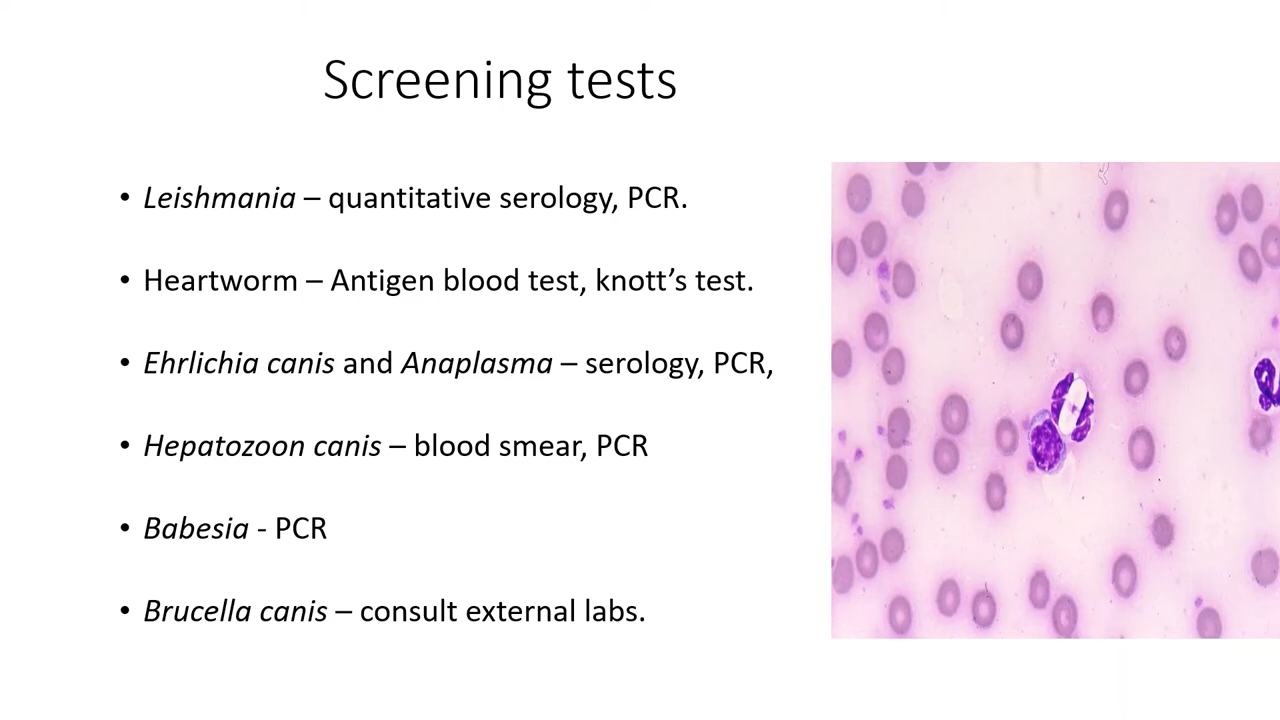 Screening tests
• Leishmania – quantitative serology, PCR.
• Heartworm – Antigen blood test, knott’s test.
• Ehrlichia canis and Anaplasma – serology, PCR,
• Hepatozoon canis – blood smear, PCR
• Babesia - PCR
• Brucella canis – consult external labs.